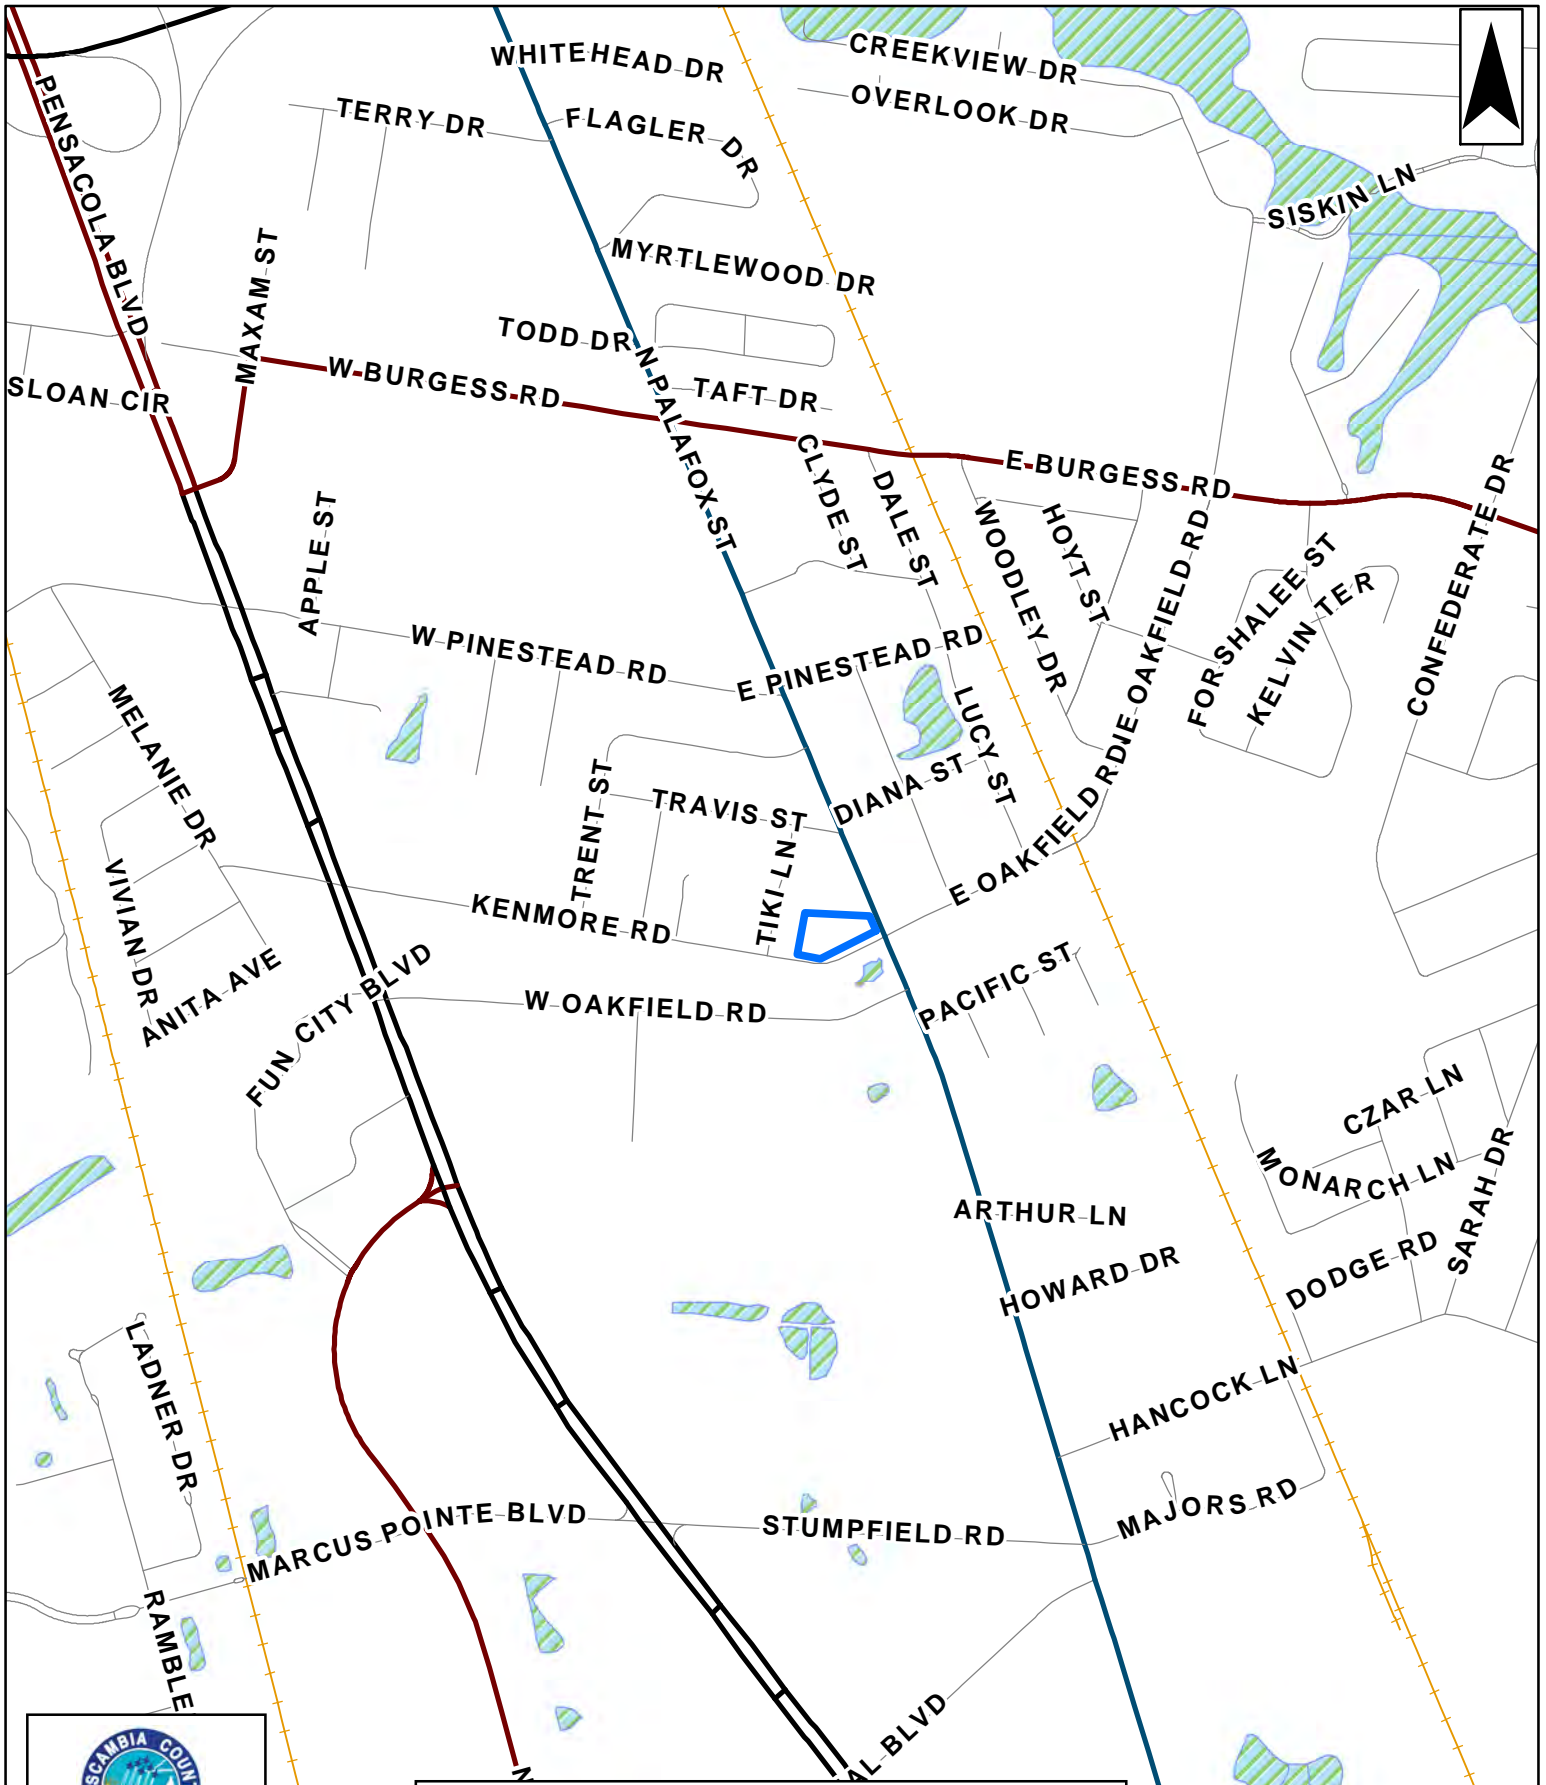 WHITEHEAD DR
CREEKVIEW DR
OVERLOOK DR
TERRY DR
FLAGLER DR
PENSACOLA BLVD
SISKIN LN
MAXAM ST
MYRTLEWOOD DR
TODD DR
N PALAFOX ST
SLOAN CIR
W BURGESS RD
TAFT DR
CLYDE ST
DALE ST
E BURGESS RD
APPLE ST
WOODLEY DR
HOYT ST
E OAKFIELD RD
FORSHALEE ST
KELVIN TER
CONFEDERATE DR
W PINESTEAD RD
E PINESTEAD RD
MELANIE DR
LUCY ST
DIANA ST
TRENT ST
TRAVIS ST
TIKI LN
E OAKFIELD RD
VIVIAN DR
KENMORE RD
ANITA AVE
FUN CITY BLVD
W OAKFIELD RD
PACIFIC ST
CZAR LN
MONARCH LN
SARAH DR
ARTHUR LN
HOWARD DR
DODGE RD
LADNER DR
HANCOCK LN
MARCUS POINTE BLVD
STUMPFIELD RD
MAJORS RD
RAMBLE
AL BLVD
N
SCAMBIA COUN